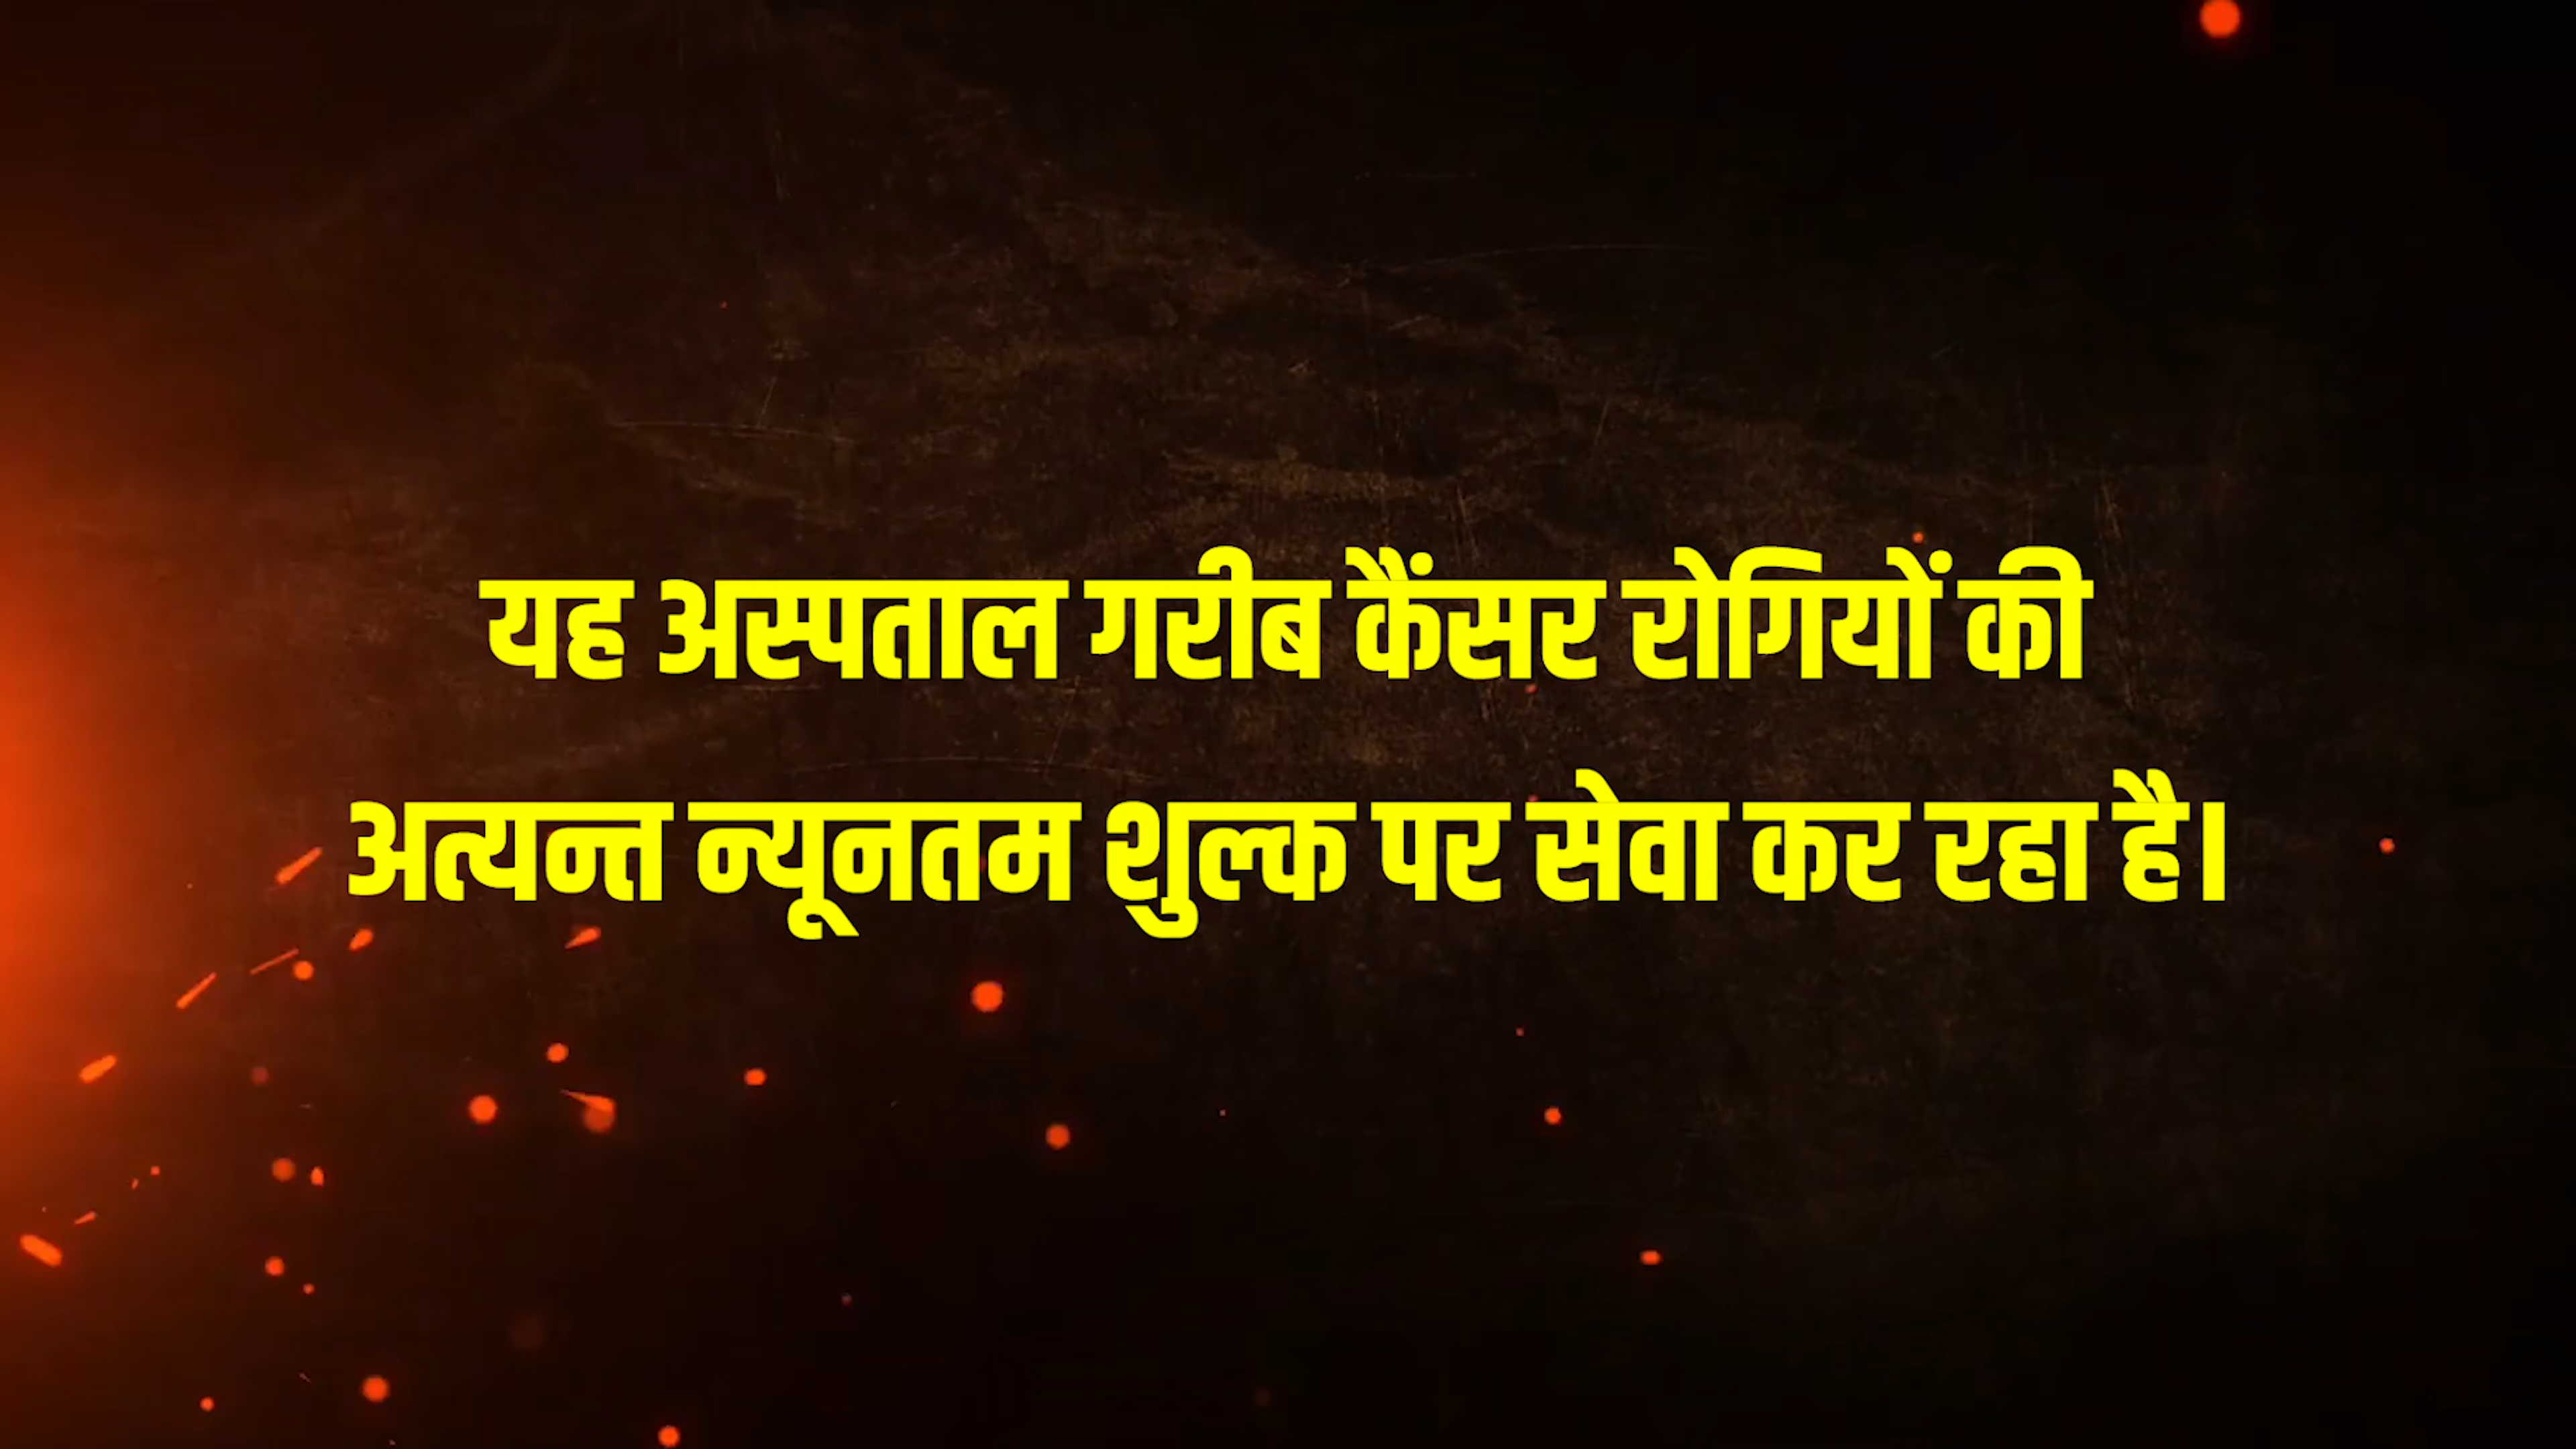 यह अस्पताल गरीब कैंसर रोगियों की
अत्यन्त न्यूनतम शुल्क पर सेवा कर रहा है।